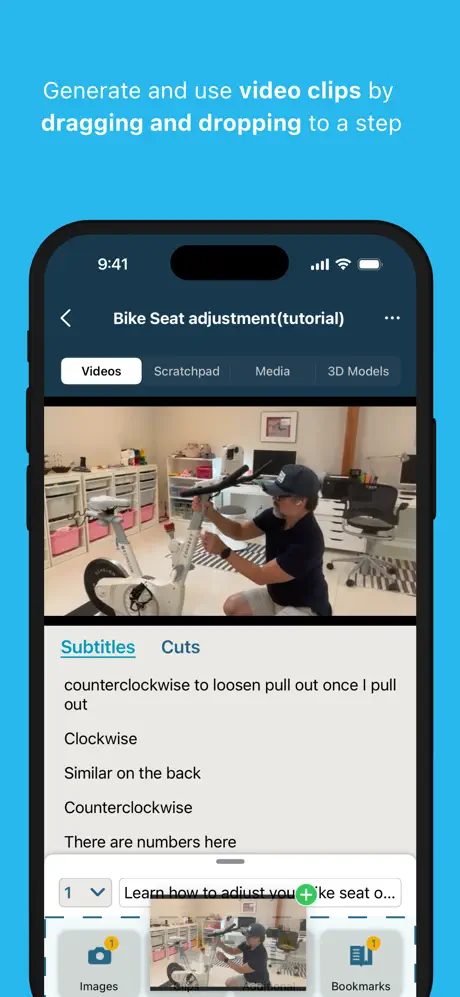 Generate and use video clips by
dragging and dropping to a step
9:41
Bike Seat adjustment(tutorial)
Videos
Scratchpad
Media
3D Models
Subtitles
Cuts
counterclockwise to loosen pull out once I pull
out
Clockwise
Similar on the back
Counterclockwise
There are numbers here
1
Learn how to adjust you ike seat o...
1
1
Images
Clips
Additional
Bookmarks